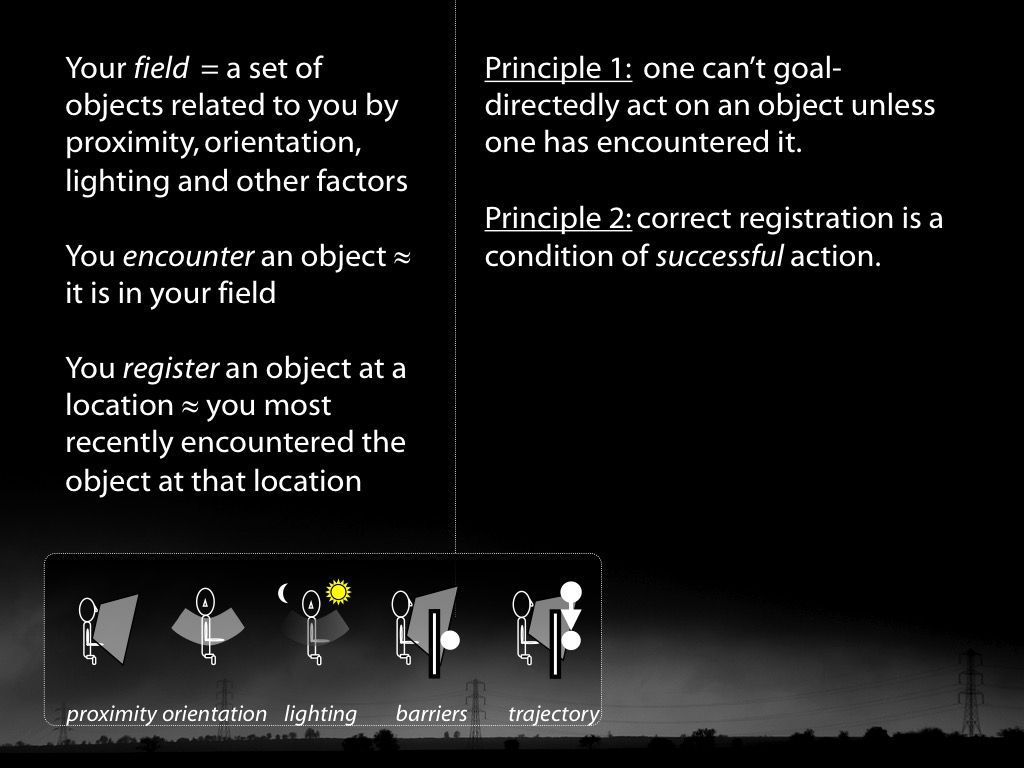 Your field = a set of
objects related to you by
proximity, orientation,
lighting and other factors
You encounter an object ≈
it is in your field
You register an object at a
location ≈ you most
recently encountered the
object at that location
Principle 1: one can’t goal-
directedly act on an object unless
one has encountered it.
Principle 2: correct registration is a
condition of successful action.
proximity orientation lighting barriers trajectory